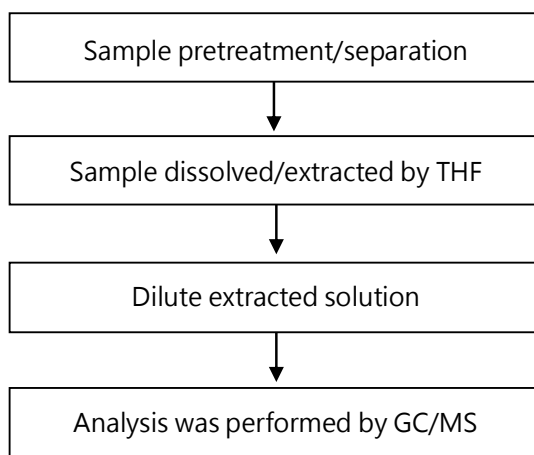 Sample pretreatment/separation
Sample dissolved/extracted by THF
Dilute extracted solution
Analysis was performed by GC/MS